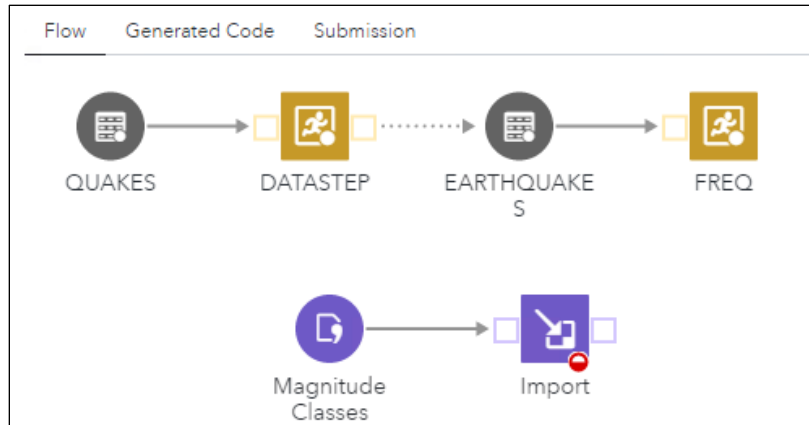 Flow Generated Code Submission
QUAKES DATASTEP EARTHQUAKE FREQ
S
Magnitude Import
Classes